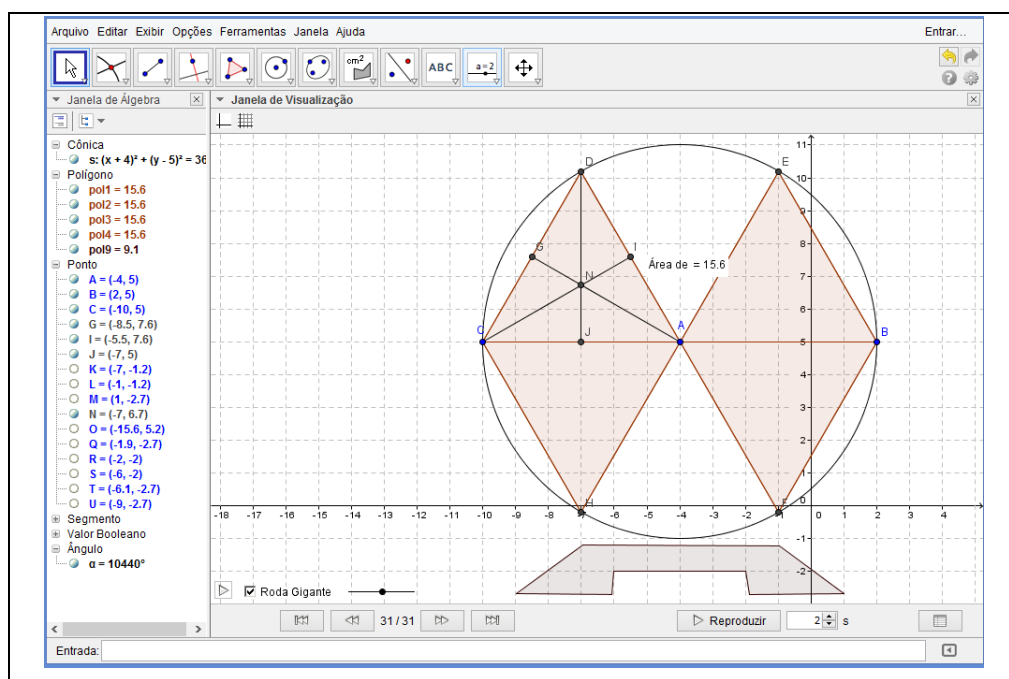 Arquivo Editar Exibir Opções Ferramentas Janela Ajuda
Entrar...
cm²
ABC
a=2
Janela de Álgebra
Janela de Visualização
Cônica
s: (x + 4)² + (y - 5)² = 36
Polígono
pol1 = 15.6
pol2 = 15.6
pol3 = 15.6
pol4 = 15.6
pol9 = 9.1
Ponto
A = (-4, 5)
B = (2, 5)
C = (-10, 5)
G = (-8.5, 7.6)
I = (-5.5, 7.6)
J = (-7, 5)
K = (-7, -1.2)
L = (-1, -1.2)
M = (1, -2.7)
N = (-7, 6.7)
O = (-15.6, 5.2)
Q = (-1.9, -2.7)
R = (-2, -2)
S = (-6, -2)
T = (-6.1, -2.7)
U = (-9, -2.7)
Segmento
Valor Booleano
Ângulo
α = 10440°
11
D
E
10
9
8
G
I
Área de = 15.6
7
N
6
C
J
A
5
B
4
3
2
1
H
F
0
-18 -17 -16 -15 -14 -13 -12 -11 -10 -9 -8 -7 -6 -5 -4 -3 -2 -1 0 1 2 3 4
-1
-2
Roda Gigante
31 / 31
Reproduzir
2
s
Entrada: